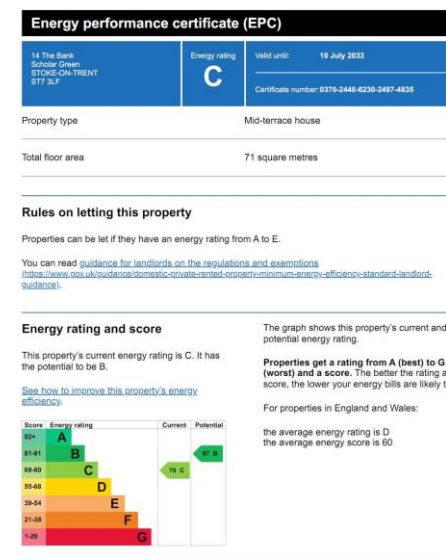 Energy performance certificate (EPC)
14 The Bank
Scholar Green
STOKE-ON-TRENT
ST7 3LF
Energy rating
C
Valid until: 10 July 2033
Certificate number: 0370-2440-6230-2497-4835
Property type Mid-terrace house
Total floor area 71 square metres
Rules on letting this property
Properties can be let if they have an energy rating from A to E.
You can read guidance for landlords on the regulations and exemptions
(https://www.gov.uk/guidance/domestic-private-rented-property-minimum-energy-efficiency-standard-landlord-
guidance).
Energy rating and score
This property's current energy rating is C. It has
the potential to be B.
See how to improve this property's energy
efficiency.
Score Energy rating Current Potential
92+ A
81-91 B 87 B
69-80 C 70 C
55-68 D
39-54 E
21-38 F
1-20 G
The graph shows this property's current and
potential energy rating.
Properties get a rating from A (best) to G
(worst) and a score. The better the rating a
score, the lower your energy bills are likely t
For properties in England and Wales:
the average energy rating is D
the average energy score is 60